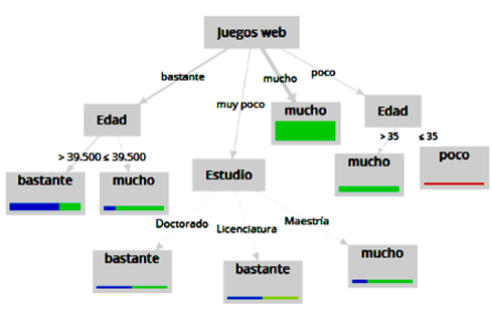 Juegos web
bastante
muy poco
mucho
poco
Edad
mucho
Edad
> 39.500 ≤ 39.500
> 35 ≤ 35
bastante
mucho
Estudio
mucho
poco
Doctorado
Licenciatura
Maestría
bastante
bastante
mucho